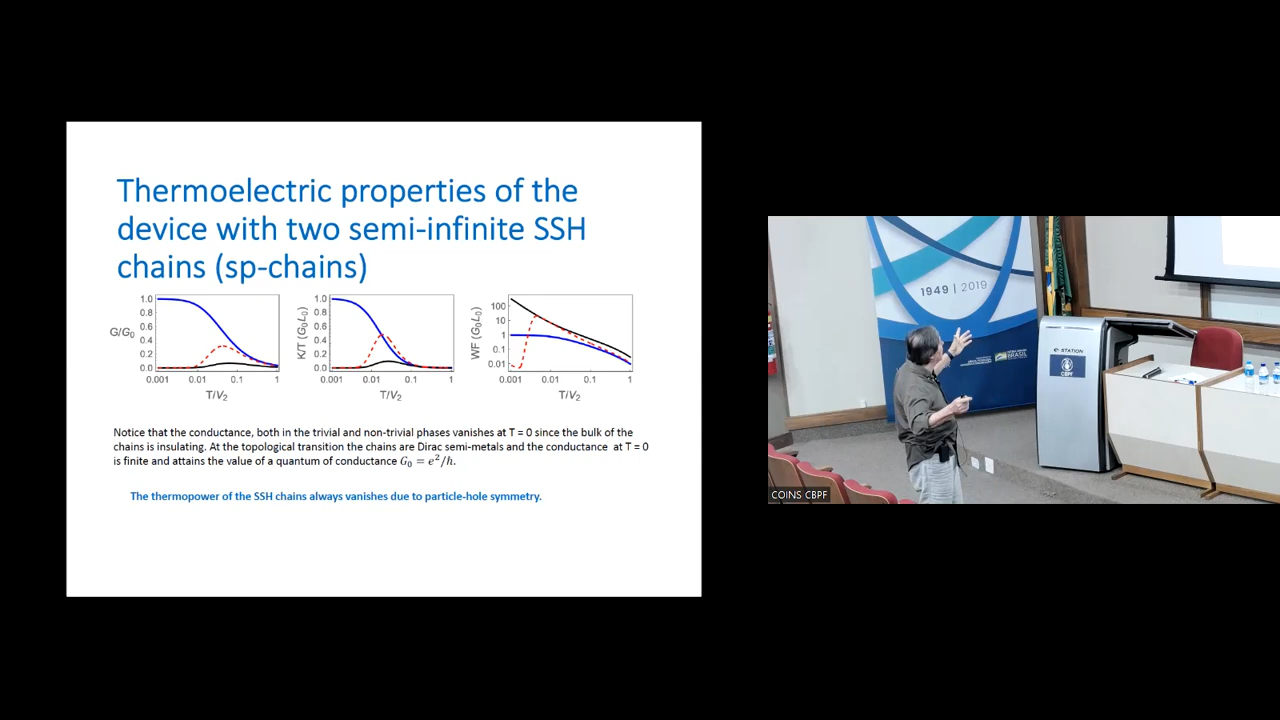 Thermoelectric properties of the
device with two semi-infinite SSH
chains (sp-chains)
G/G₀
1.0
0.8
0.6
0.4
0.2
0.0
0.001 0.01 0.1 1
T/V₂
K/T (G₀L₀)
1.0
0.8
0.6
0.4
0.2
0.0
0.001 0.01 0.1 1
T/V₂
WF (G₀L₀)
100
10
1
0.1
0.01
0.001 0.01 0.1 1
T/V₂
Notice that the conductance, both in the trivial and non-trivial phases vanishes at T = 0 since the bulk of the
chains is insulating. At the topological transition the chains are Dirac semi-metals and the conductance at T = 0
is finite and attains the value of a quantum of conductance G₀ = e²/h.
The thermopower of the SSH chains always vanishes due to particle-hole symmetry.
1949 | 2019
BRASIL
STATION
CBPF
COINS CBPF